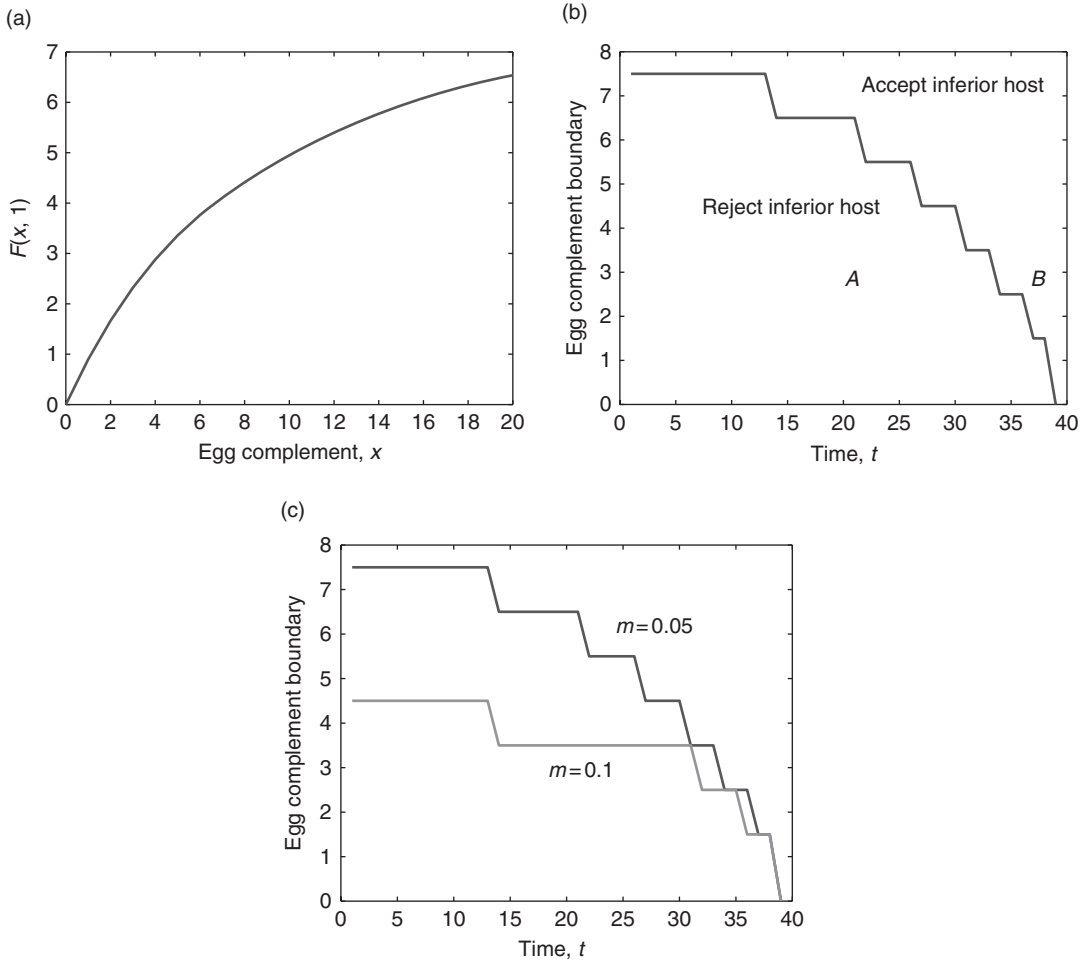 (a)
7
6
5
4
3
2
1
0
F(x, 1)
0 2 4 6 8 10 12 14 16 18 20
Egg complement, x
(b)
8
7
6
5
4
3
2
1
0
Egg complement boundary
Accept inferior host
Reject inferior host
A
B
0 5 10 15 20 25 30 35 40
Time, t
(c)
8
7
6
5
4
3
2
1
0
Egg complement boundary
m=0.05
m=0.1
0 5 10 15 20 25 30 35 40
Time, t